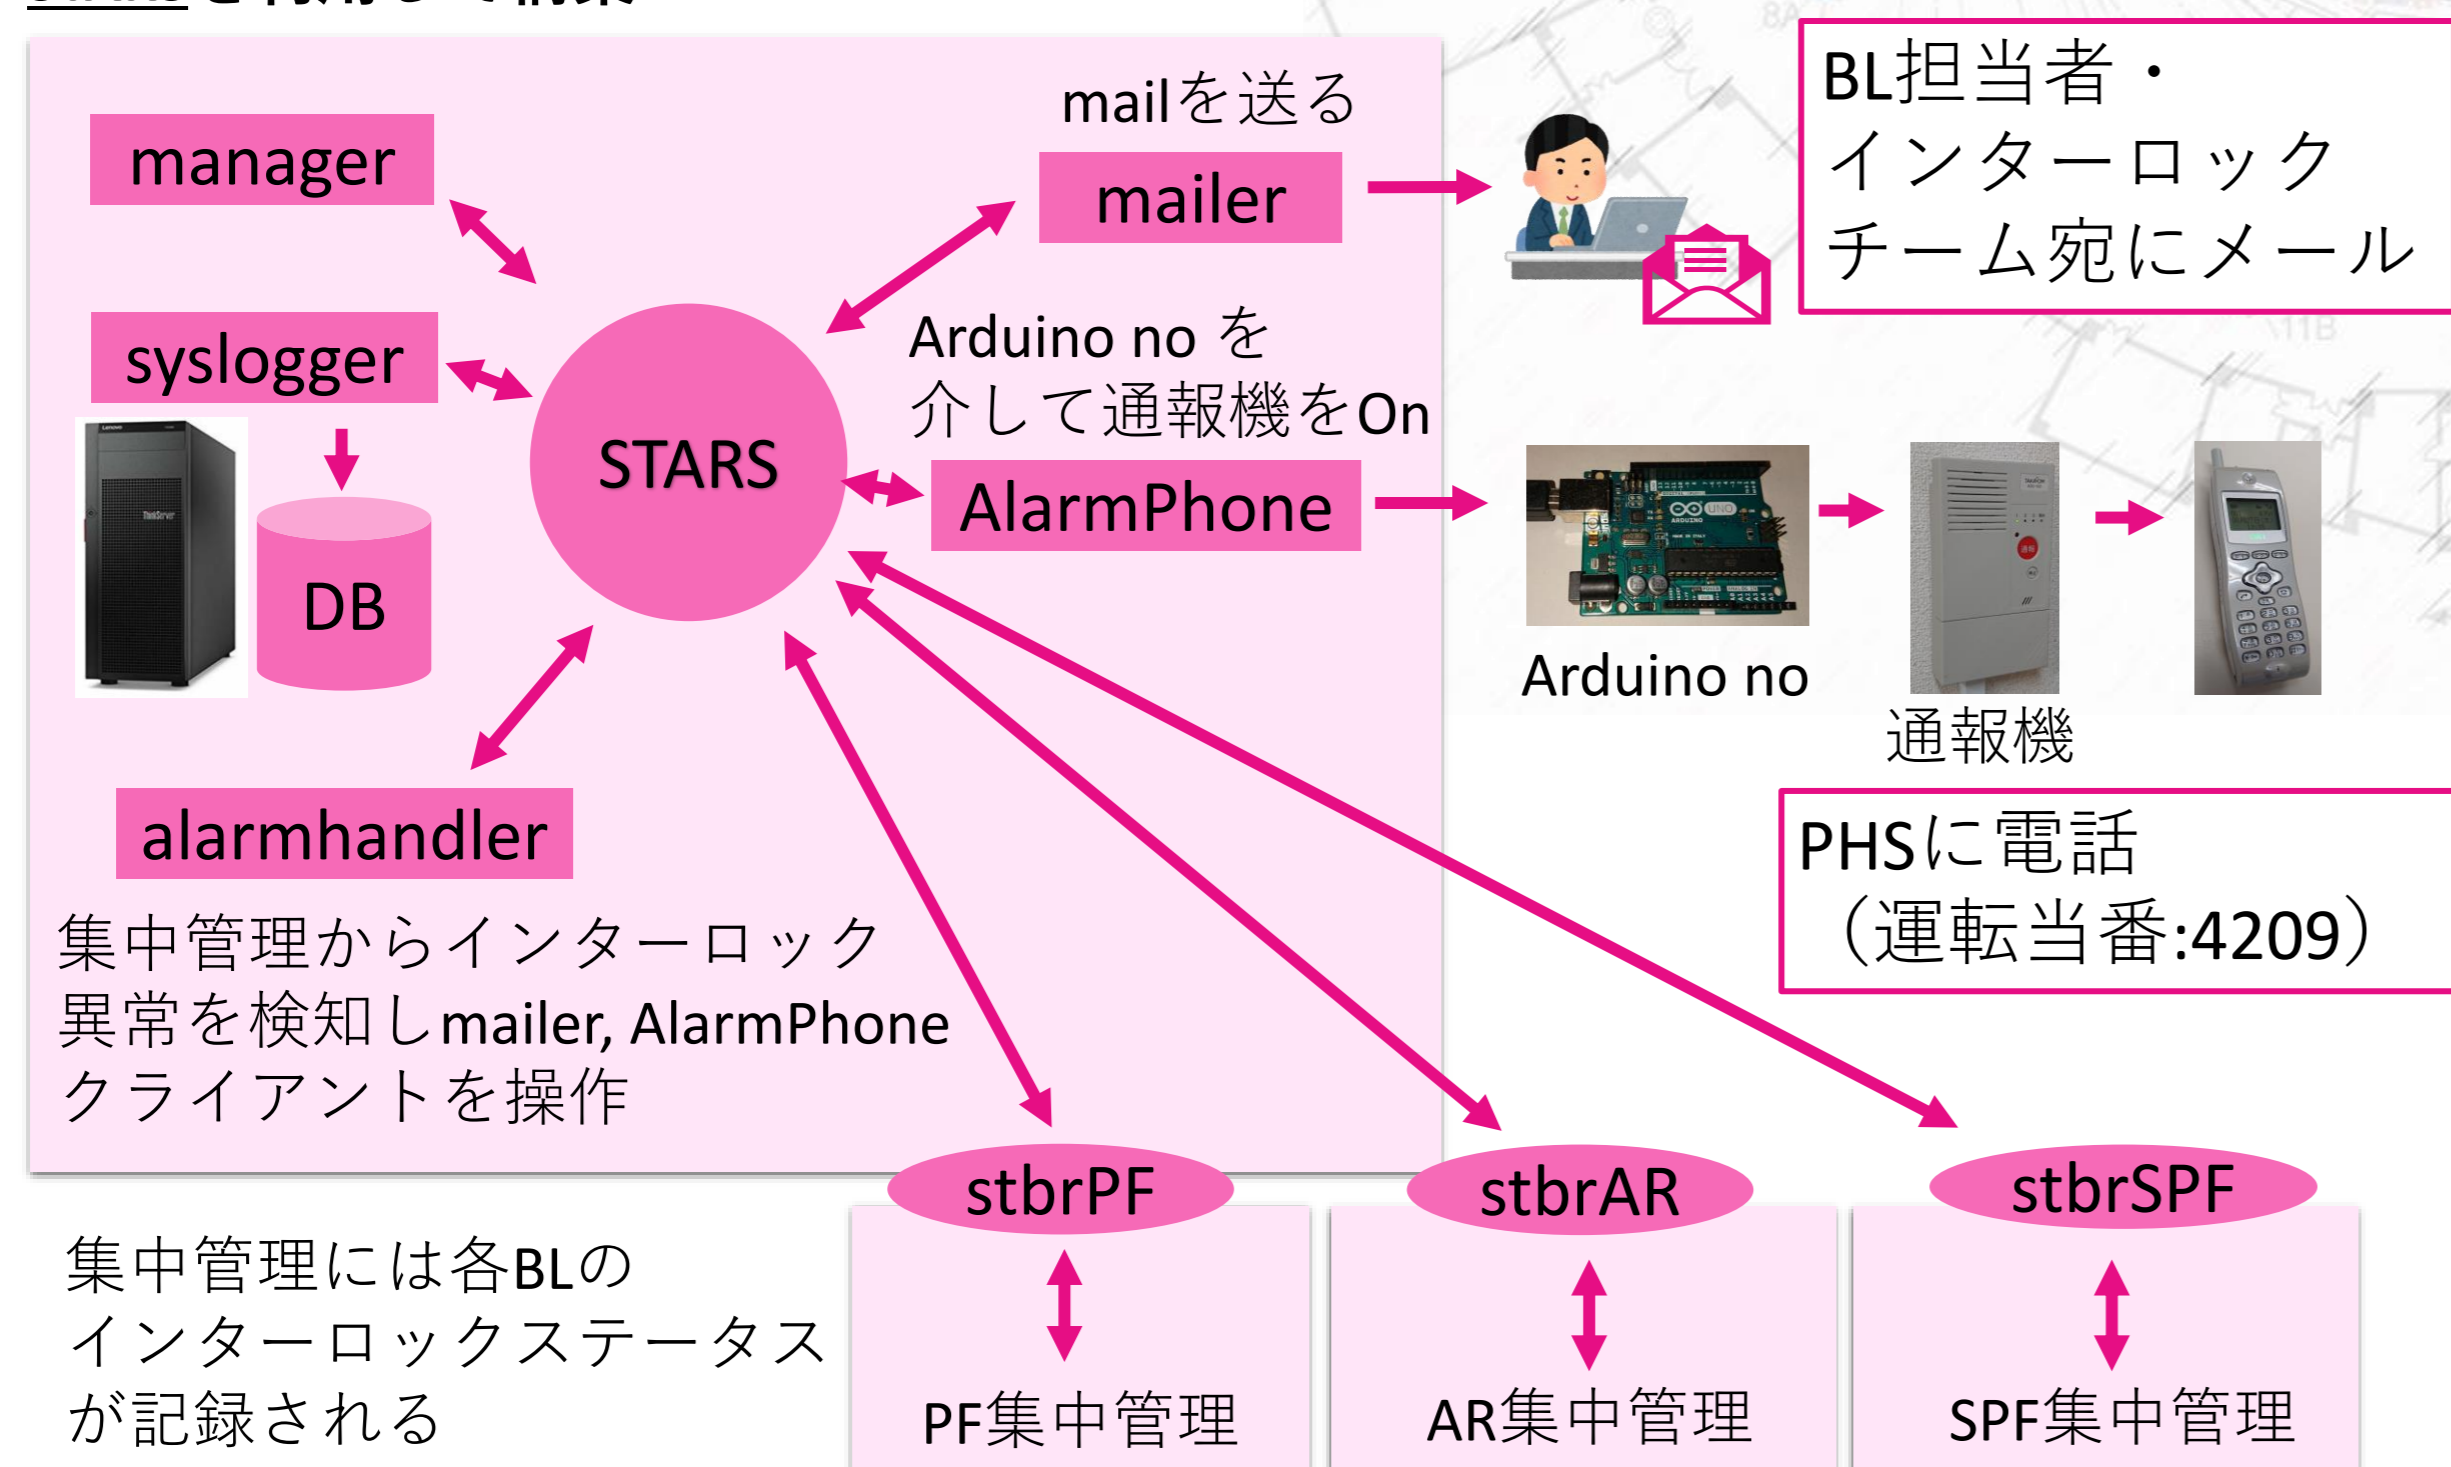 mailを送る
manager
mailer
BL担当者・
インターロック
チーム宛にメール
syslogger
Arduino no を
介して通報機をOn
STARS
AlarmPhone
DB
Arduino no
通報機
alarmhandler
PHSに電話
（運転当番:4209）
集中管理からインターロック
異常を検知しmailer, AlarmPhone
クライアントを操作
stbrPF
stbrAR
stbrSPF
集中管理には各BLの
インターロックステータス
が記録される
PF集中管理
AR集中管理
SPF集中管理